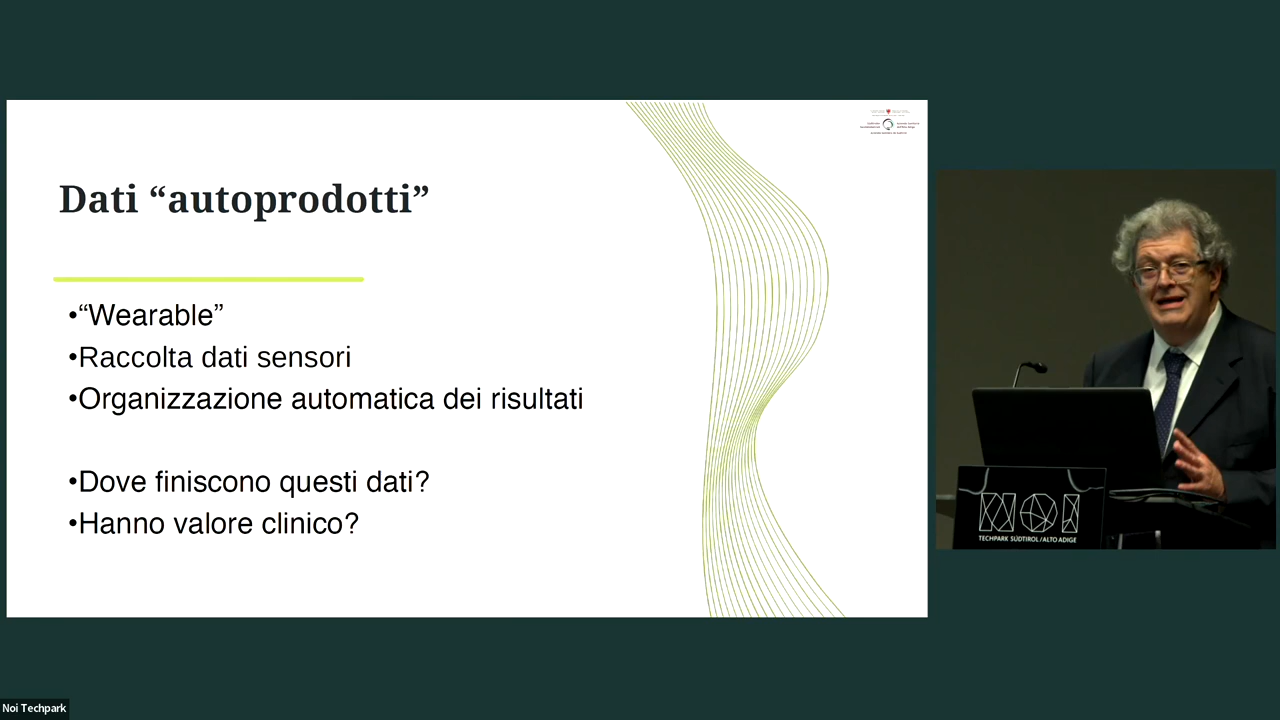 Dati “autoprodotti”
•“Wearable”
•Raccolta dati sensori
•Organizzazione automatica dei risultati
•Dove finiscono questi dati?
•Hanno valore clinico?
NOI
TECHPARK SÜDTIROL/ALTO ADIGE
Noi Techpark